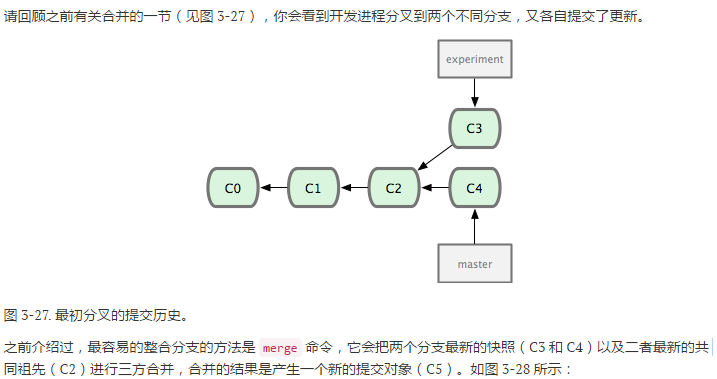 请回顾之前有关合并的一节（见图 3-27），你会看到开发进程分叉到两个不同分支，又各自提交了更新。
experiment
C3
C0
C1
C2
C4
master
图 3-27. 最初分叉的提交历史。
之前介绍过，最容易的整合分支的方法是 merge 命令，它会把两个分支最新的快照（C3 和 C4）以及二者最新的共
同祖先（C2）进行三方合并，合并的结果是产生一个新的提交对象（C5）。如图 3-28 所示：